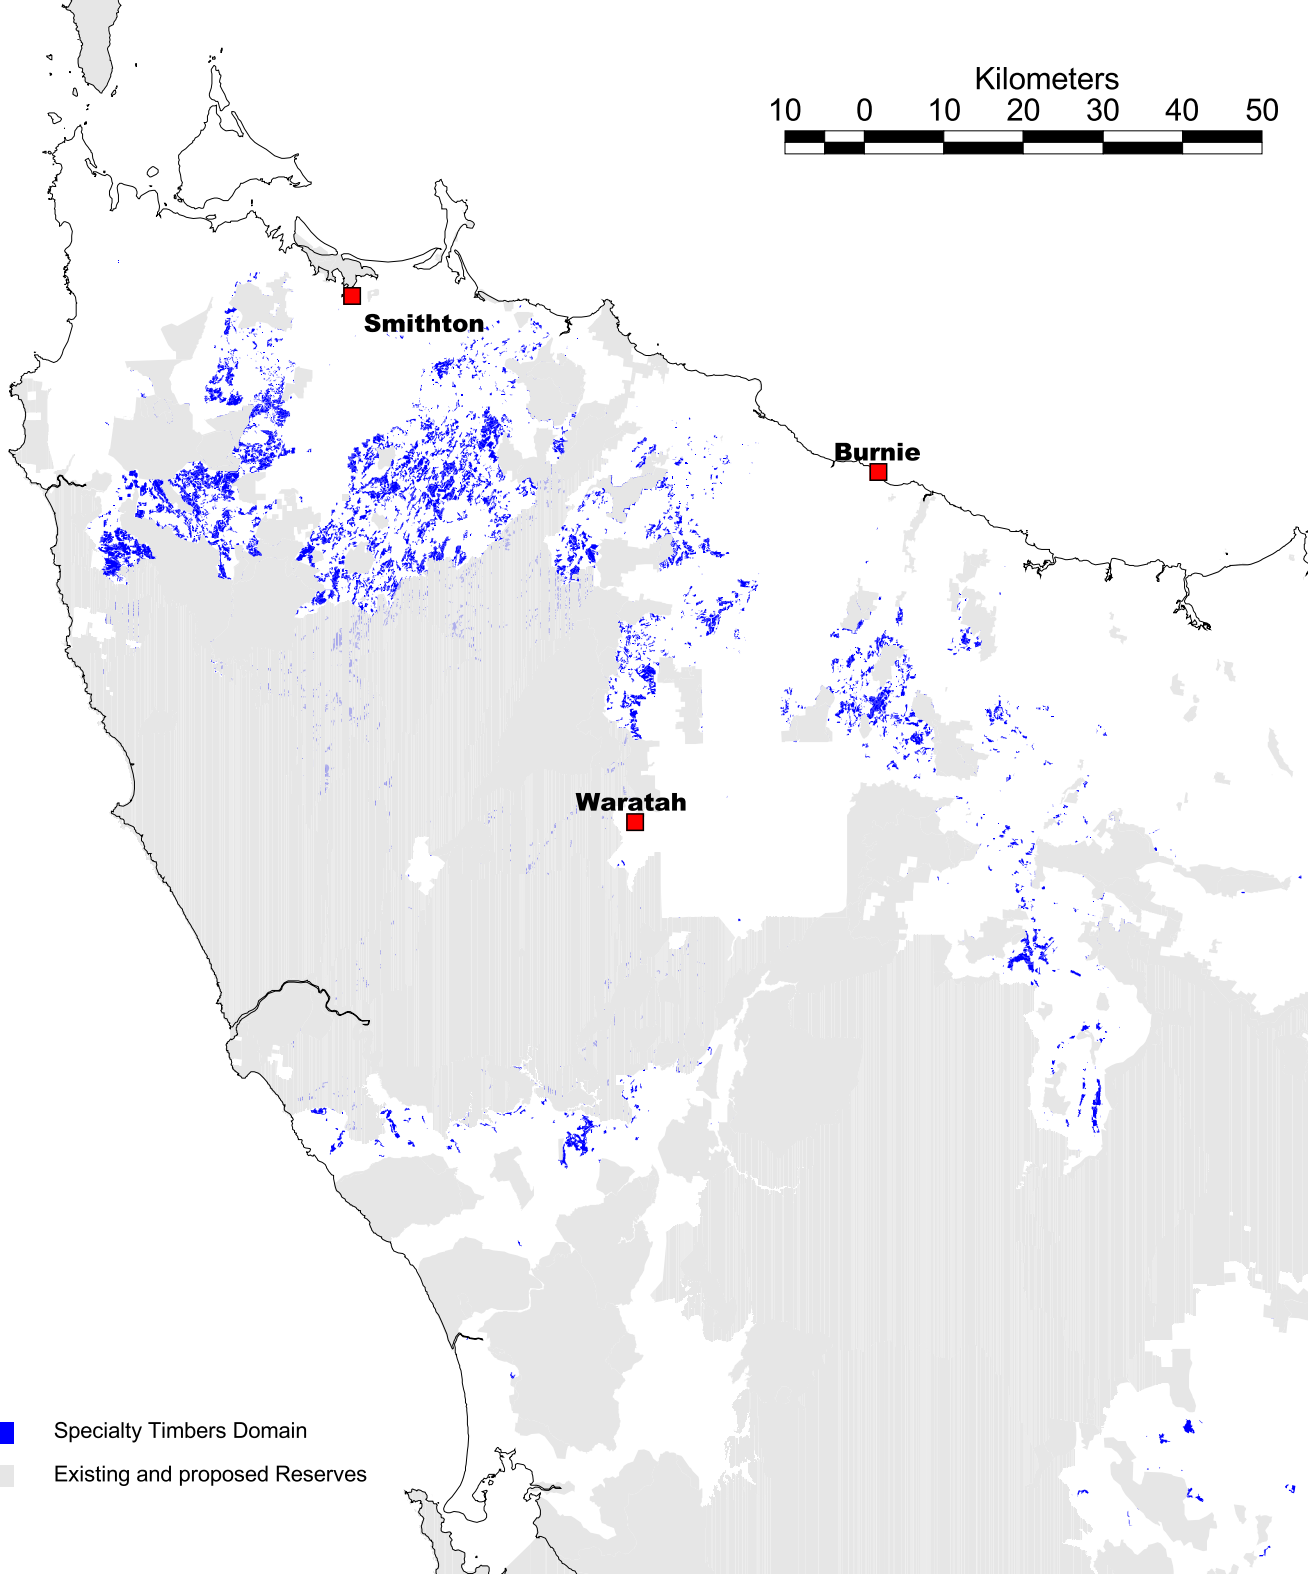 Kilometers
10 0 10 20 30 40 50
Smithton
Burnie
Waratah
Specialty Timbers Domain
Existing and proposed Reserves